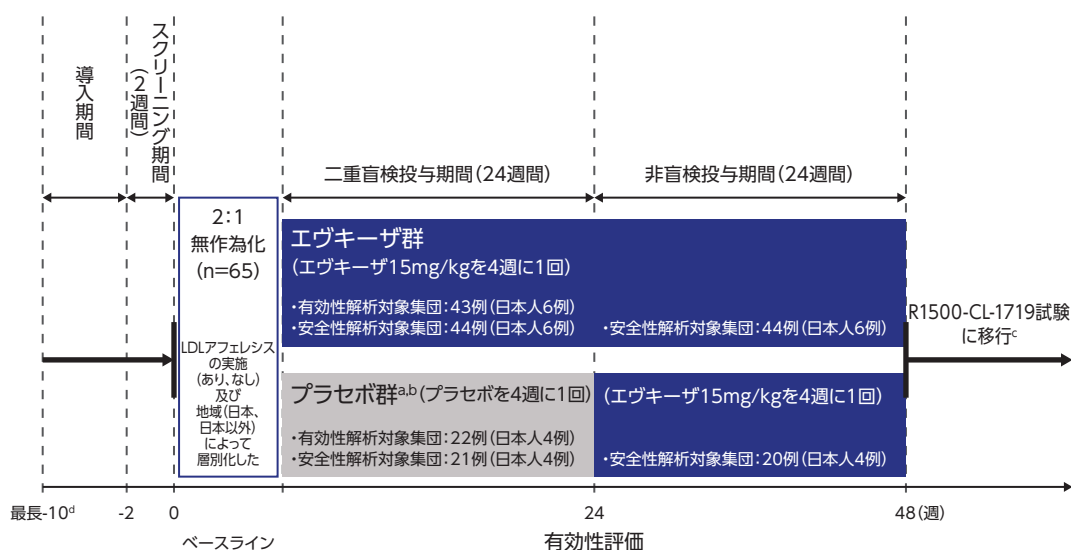 導入期間
スクリーニング期間
(2週間)
二重盲検投与期間(24週間)
非盲検投与期間(24週間)
2:1
無作為化
(n=65)
LDLアフェレシス
の実施
(あり、なし)
及び
地域(日本、
日本以外)
によって
層別化した
エヴキーザ群
(エヴキーザ15mg/kgを4週に1回)
・有効性解析対象集団:43例(日本人6例)
・安全性解析対象集団:44例(日本人6例)
・安全性解析対象集団:44例(日本人6例)
R1500-CL-1719試験
に移行c
プラセボ群a,b(プラセボを4週に1回)
・有効性解析対象集団:22例(日本人4例)
・安全性解析対象集団:21例(日本人4例)
(エヴキーザ15mg/kgを4週に1回)
・安全性解析対象集団:20例(日本人4例)
最長-10d -2 0 24 48(週)
ベースライン 有効性評価